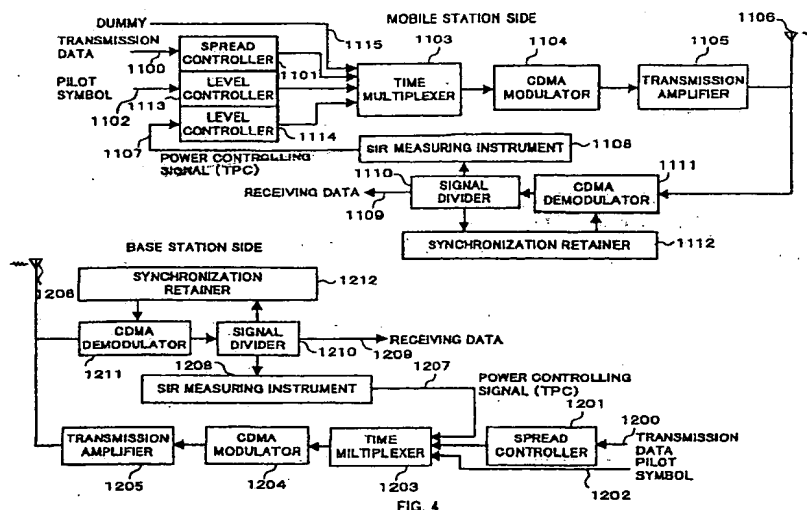 DUMMY
MOBILE STATION SIDE
1106
TRANSMISSION DATA
1100
SPREAD CONTROLLER
1101
1115
1103
1104
1105
PILOT SYMBOL
1102
1113
LEVEL CONTROLLER
TIME MULTIPLEXER
CDMA MODULATOR
TRANSMISSION AMPLIFIER
LEVEL CONTROLLER
1114
1107
POWER CONTROLLING SIGNAL (TPC)
SIR MEASURING INSTRUMENT
1108
1110
1111
RECEIVING DATA
1109
SIGNAL DIVIDER
CDMA DEMODULATOR
SYNCHRONIZATION RETAINER
1112
BASE STATION SIDE
1206
SYNCHRONIZATION RETAINER
1212
CDMA DEMODULATOR
1211
SIGNAL DIVIDER
1210
1209
RECEIVING DATA
1208
SIR MEASURING INSTRUMENT
1207
POWER CONTROLLING SIGNAL (TPC)
1201
1200
TRANSMISSION AMPLIFIER
1205
CDMA MODULATOR
1204
TIME MILTIPLEXER
1203
SPREAD CONTROLLER
TRANSMISSION DATA
PILOT SYMBOL
1202
FIG. 4